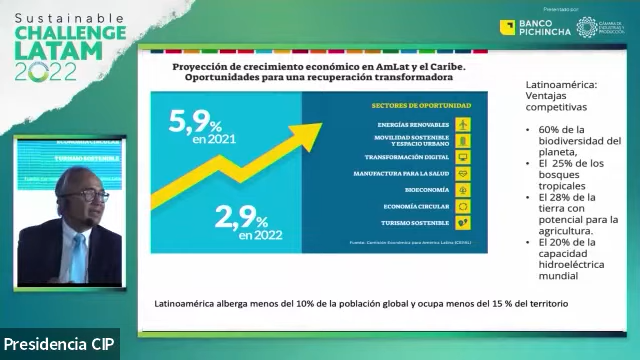 Sustainable
CHALLENGE
LATAM
2022
Presentado por
BANCO
PICHINCHA
CÁMARA DE
INDUSTRIAS Y
PRODUCCIÓN
Proyección de crecimiento económico en AmLat y el Caribe.
Oportunidades para una recuperación transformadora
5,9%
en 2021
2,9%
en 2022
SECTORES DE OPORTUNIDAD
ENERGÍAS RENOVABLES
MOVILIDAD SOSTENIBLE
Y ESPACIO URBANO
TRANSFORMACIÓN DIGITAL
MANUFACTURA PARA LA SALUD
BIOECONOMÍA
ECONOMÍA CIRCULAR
TURISMO SOSTENIBLE
Fuente: Comisión Económica para América Latina (CEPAL)
Latinoamérica:
Ventajas
competitivas
• 60% de la
biodiversidad del
planeta,
• El 25% de los
bosques
tropicales
• El 28% de la
tierra con
potencial para la
agricultura.
• El 20% de la
capacidad
hidroeléctrica
mundial
Latinoamérica alberga menos del 10% de la población global y ocupa menos del 15 % del territorio
ECONOMÍA CIRCULAR
TURISMO SOSTENIBLE
Presidencia CIP